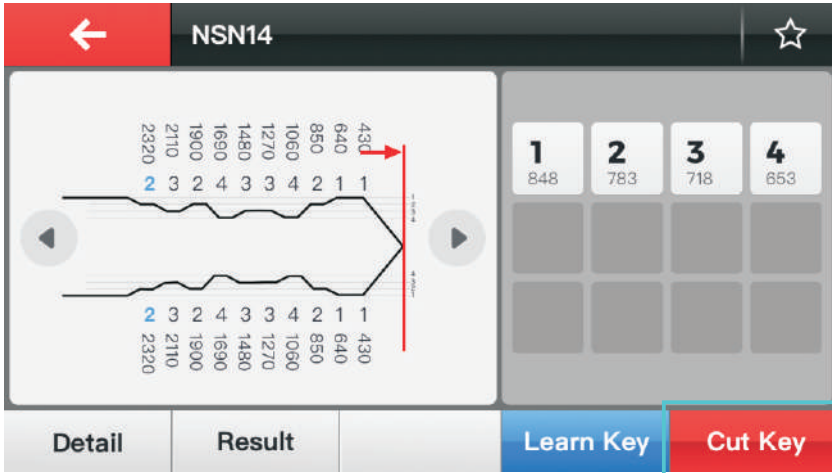 NSN14
2320 2110 1900 1690 1480 1270 1060 850 640 430
2 3 2 4 3 3 4 2 1 1
2 3 2 4 3 3 4 2 1 1
2320 2110 1900 1690 1480 1270 1060 850 640 430
1 2 3 4
848 783 718 653
Detail Result Learn Key Cut Key